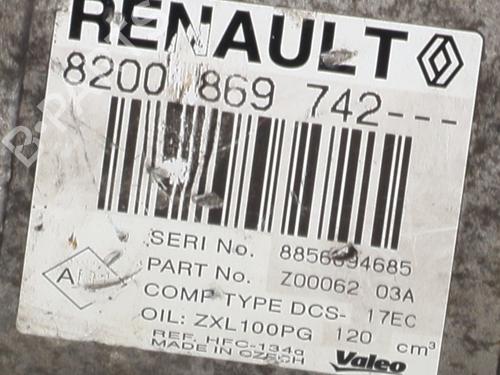 RENAULT
8200 869 742---
SERI No. 8856694685
PART No. Z00062 03A
COMP TYPE DCS- 17EC
OIL: ZXL100PG 120 cm³
REF. HFC-134a
MADE IN CZECH
Valeo